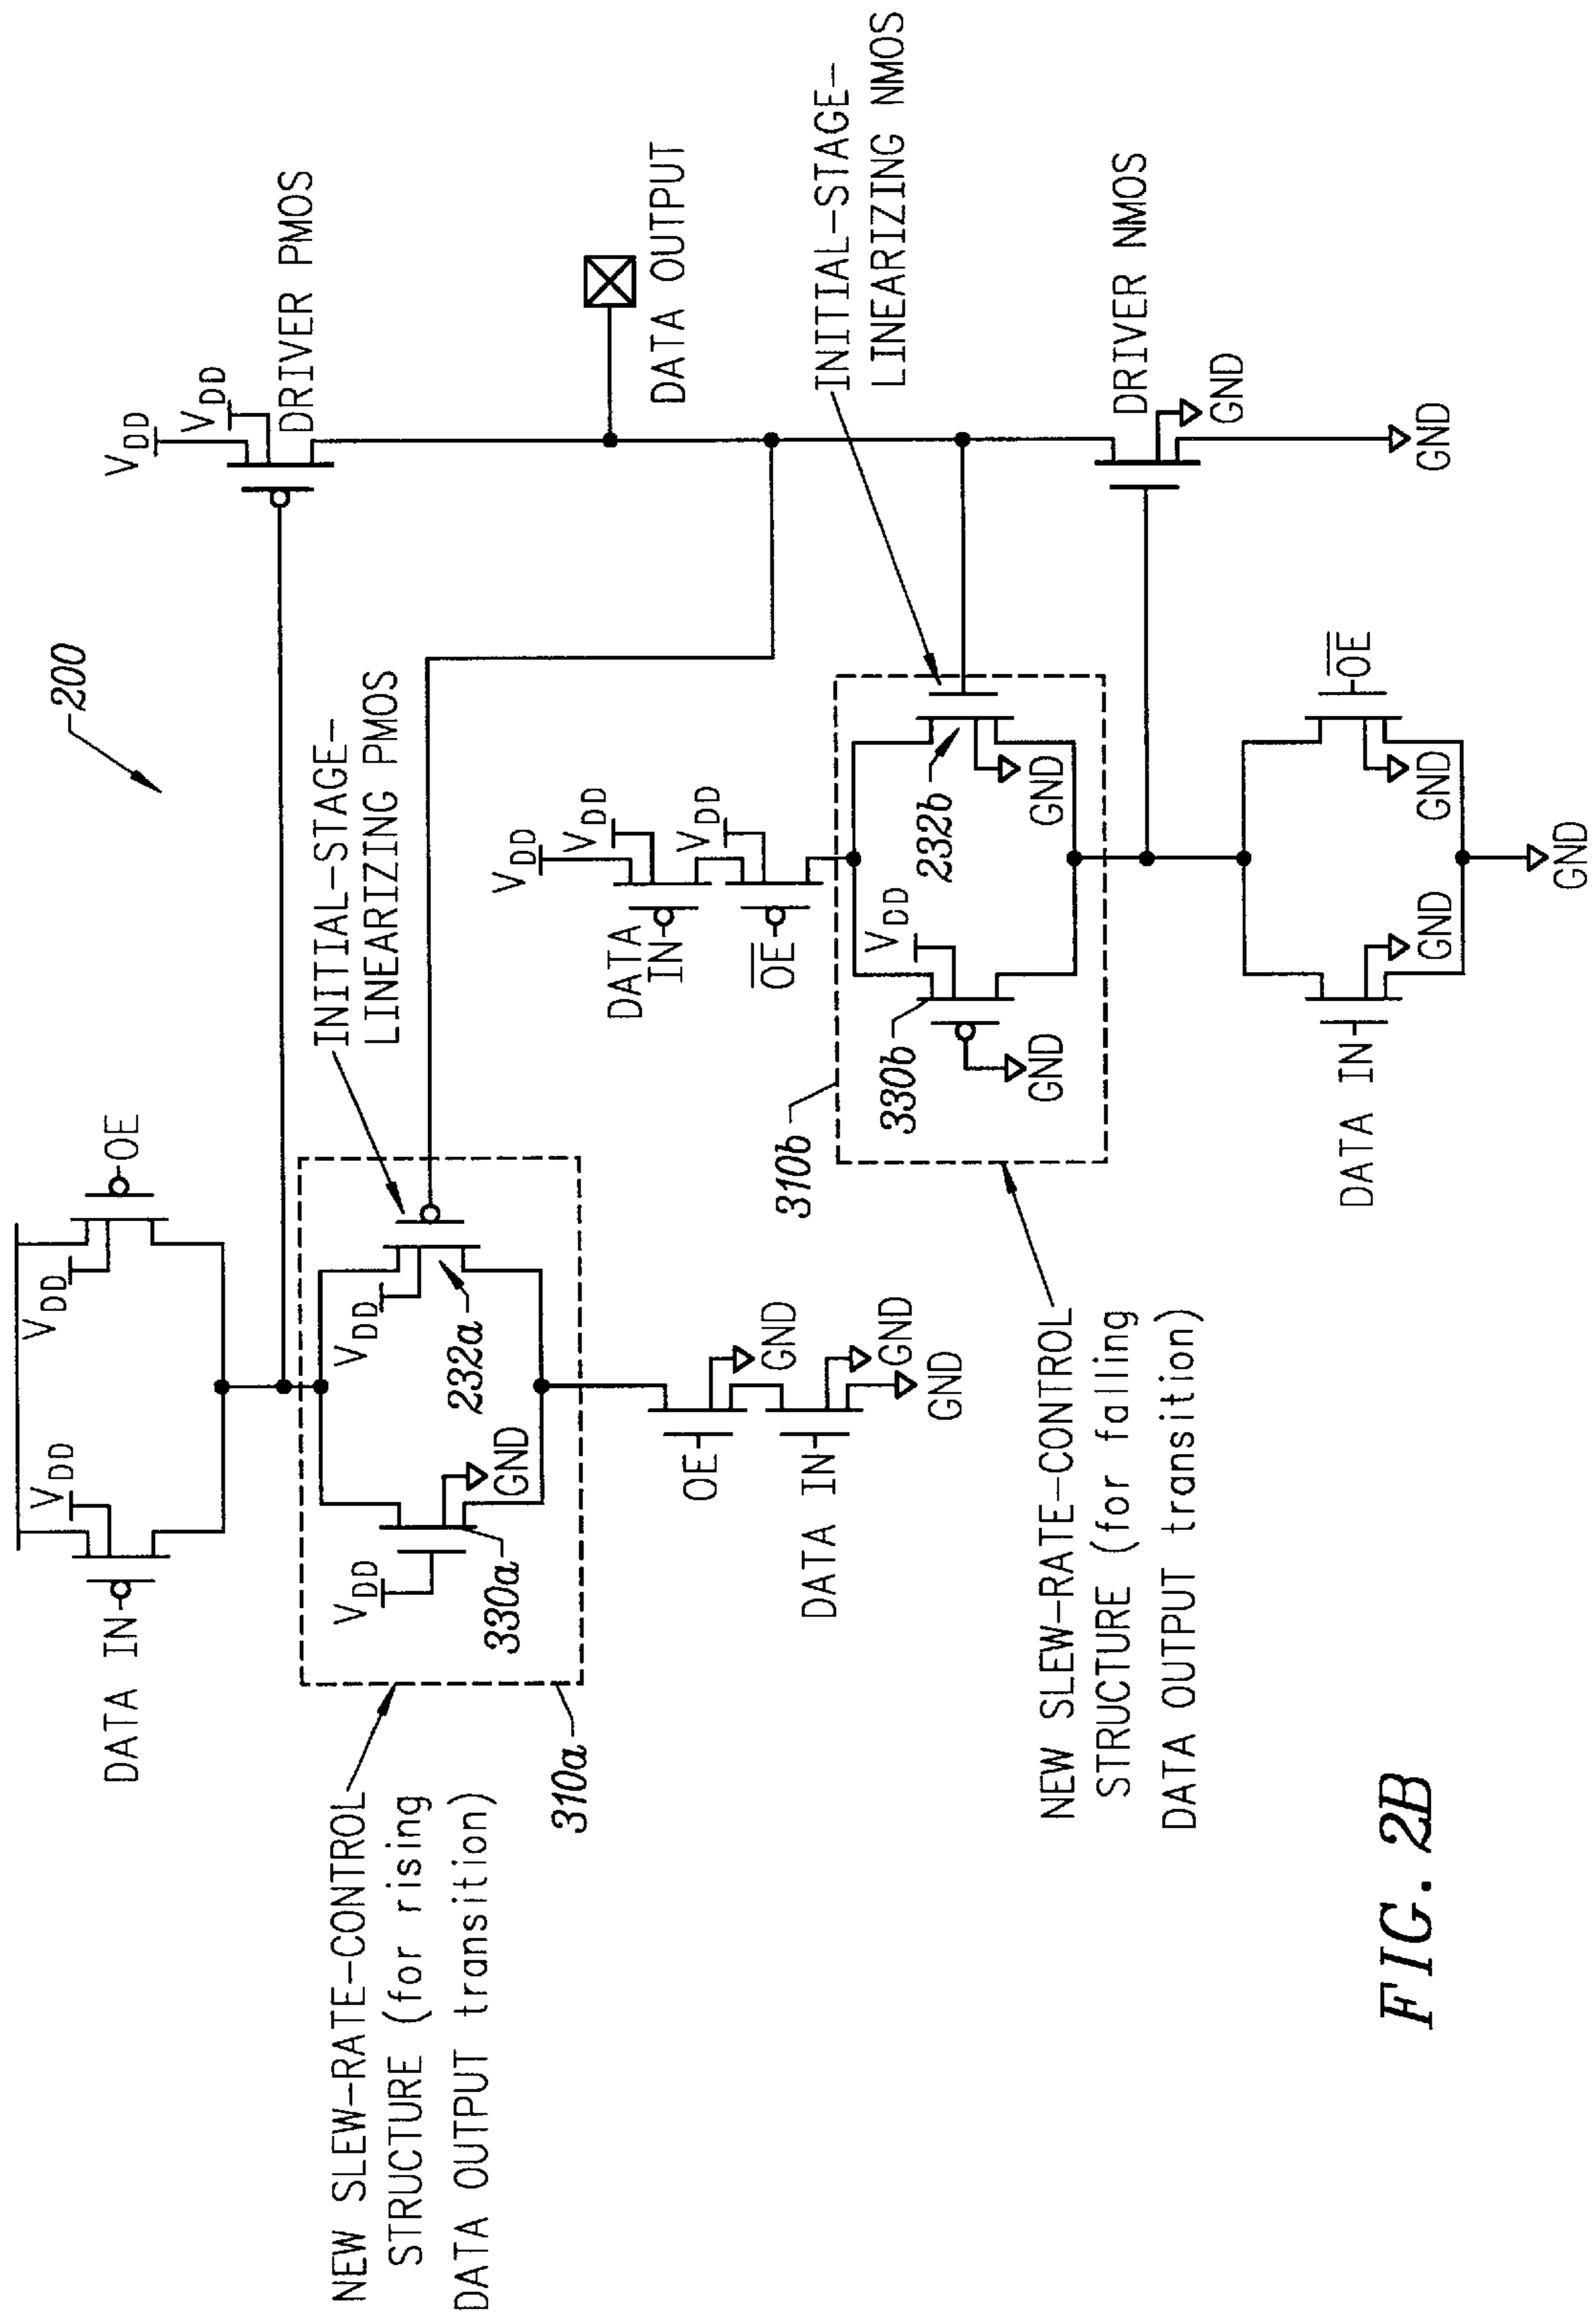 200
V_DD
V_DD
DRIVER PMOS
DATA OUTPUT
INITIAL-STAGE-
LINEARIZING NMOS
DRIVER NMOS
GND
GND
V_DD
V_DD
V_DD
DATA IN
OE
INITIAL-STAGE-
LINEARIZING PMOS
V_DD
V_DD
232a
GND
330a
310a
NEW SLEW-RATE-CONTROL
STRUCTURE (for rising
DATA OUTPUT transition)
OE
GND
DATA IN
GND
GND
V_DD
V_DD
DATA
IN
V_DD
O̅E̅
310b
V_DD
330b
GND
232b
GND
NEW SLEW-RATE-CONTROL
STRUCTURE (for falling
DATA OUTPUT transition)
DATA IN
GND
O̅E̅
GND
GND
FIG. 2B